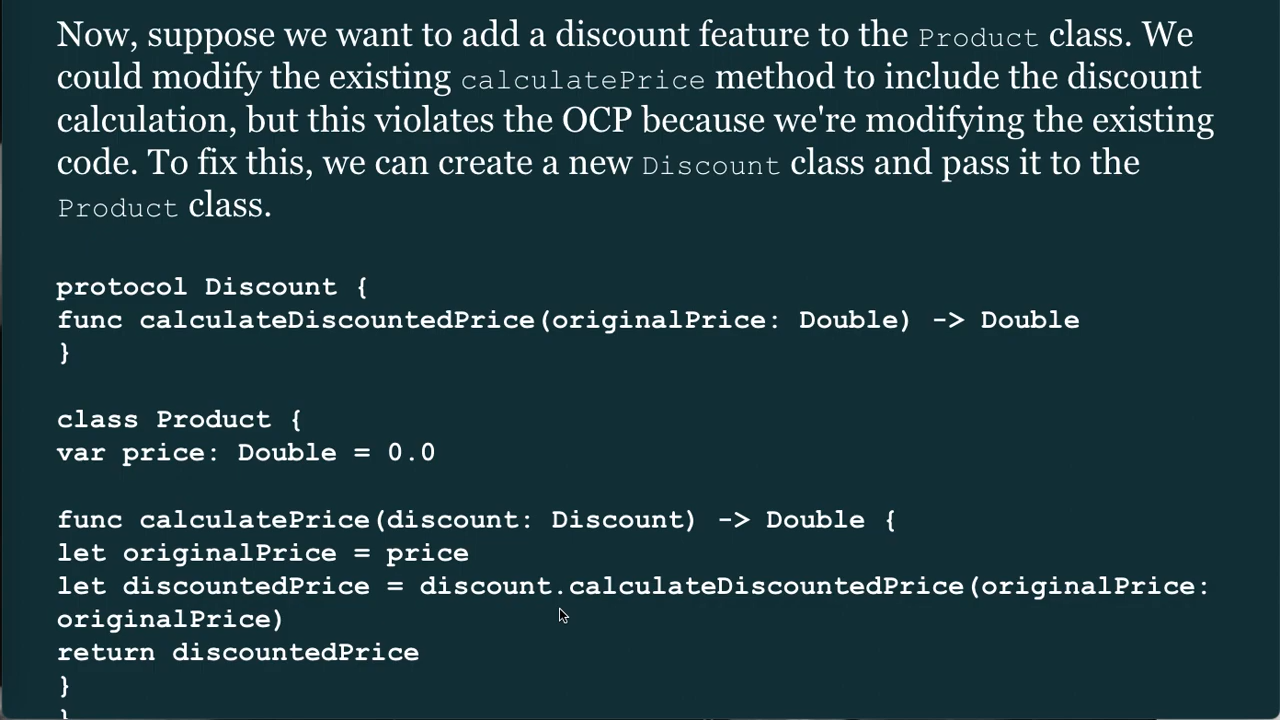 Now, suppose we want to add a discount feature to the Product class. We
could modify the existing calculatePrice method to include the discount
calculation, but this violates the OCP because we're modifying the existing
code. To fix this, we can create a new Discount class and pass it to the
Product class.
protocol Discount {
func calculateDiscountedPrice(originalPrice: Double) -> Double
}
class Product {
var price: Double = 0.0
func calculatePrice(discount: Discount) -> Double {
let originalPrice = price
let discountedPrice = discount.calculateDiscountedPrice(originalPrice:
originalPrice)
return discountedPrice
}
}